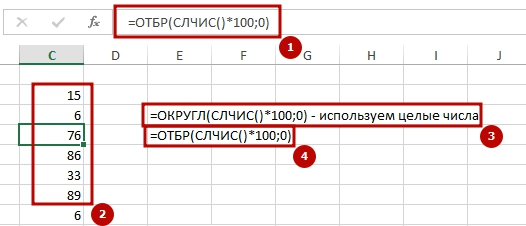 fx =ОТБР(СЛЧИС()*100;0)
1
C D E F G H I J
15
6 =ОКРУГЛ(СЛЧИС()*100;0) - используем целые числа
3
76 =ОТБР(СЛЧИС()*100;0)
4
86
33
89
2
6